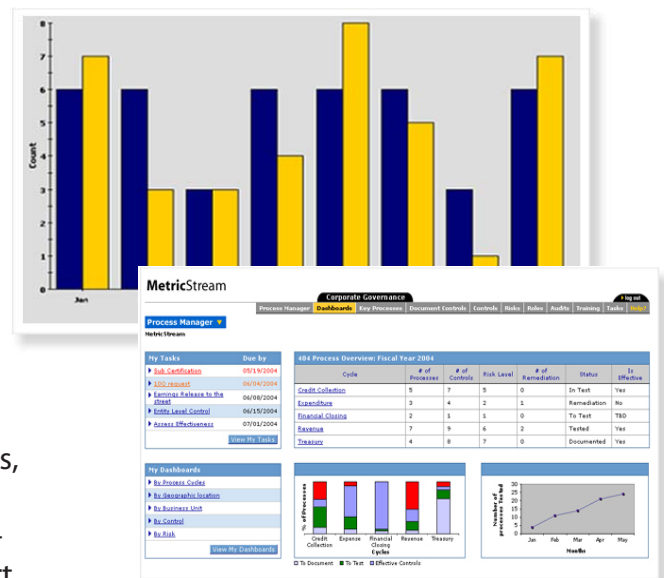 8
7
6
5
4
3
2
1
0
Count
Jan
MetricStream
Corporate Governance
log out
Process Manager Dashboards Key Processes Document Controls Controls Risks Roles Audits Training Tasks Help?
Process Manager
MetricStream
My Tasks Due by
Sub Certification 05/19/2004
10Q request 06/04/2004
Earnings Release to the street 06/08/2004
Entity Level Control 06/15/2004
Assess Effectiveness 07/01/2004
View My Tasks
404 Process Overview: Fiscal Year 2004
Cycle # of Processes # of Controls Risk Level # of Remediation Status Is Effective
Credit Collection 5 7 5 0 In Test Yes
Expenditure 3 4 2 1 Remediation No
Financial Closing 2 1 1 0 To Test TBD
Revenue 7 9 6 2 Tested Yes
Treasury 4 8 7 0 Documented Yes
My Dashboards
By Process Cycles
By Geographic location
By Business Unit
By Control
By Risk
View My Dashboards
% of Processes
Credit Collection Expense Financial Closing Revenue Treasury
Cycles
To Document To Test Effective Controls
Number of processes Tested
30
25
20
15
10
5
0
Jan Feb Mar Apr May
Months
s,